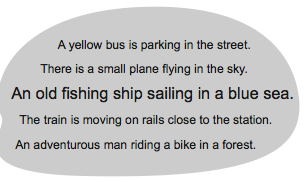 A yellow bus is parking in the street.
There is a small plane flying in the sky.
An old fishing ship sailing in a blue sea.
The train is moving on rails close to the station.
An adventurous man riding a bike in a forest.